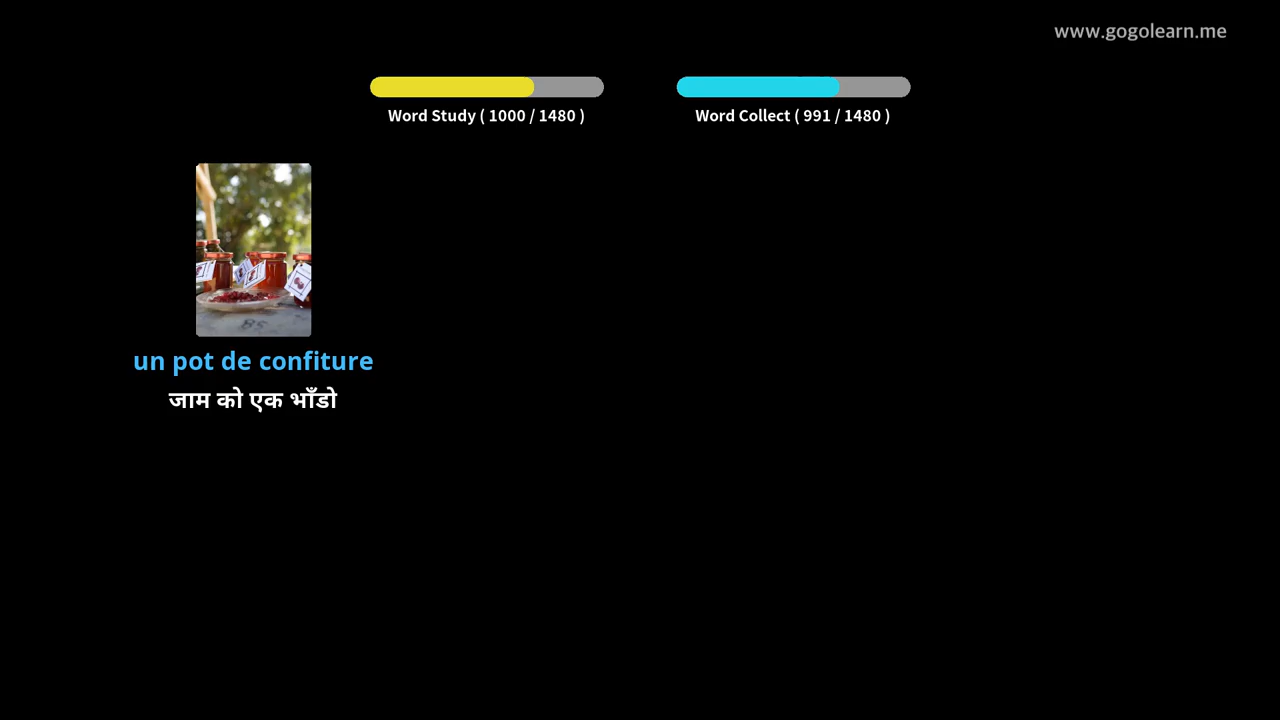 www.gogolearn.me
Word Study ( 1000 / 1480 )
Word Collect ( 991 / 1480 )
un pot de confiture
जाम को एक भाँडो